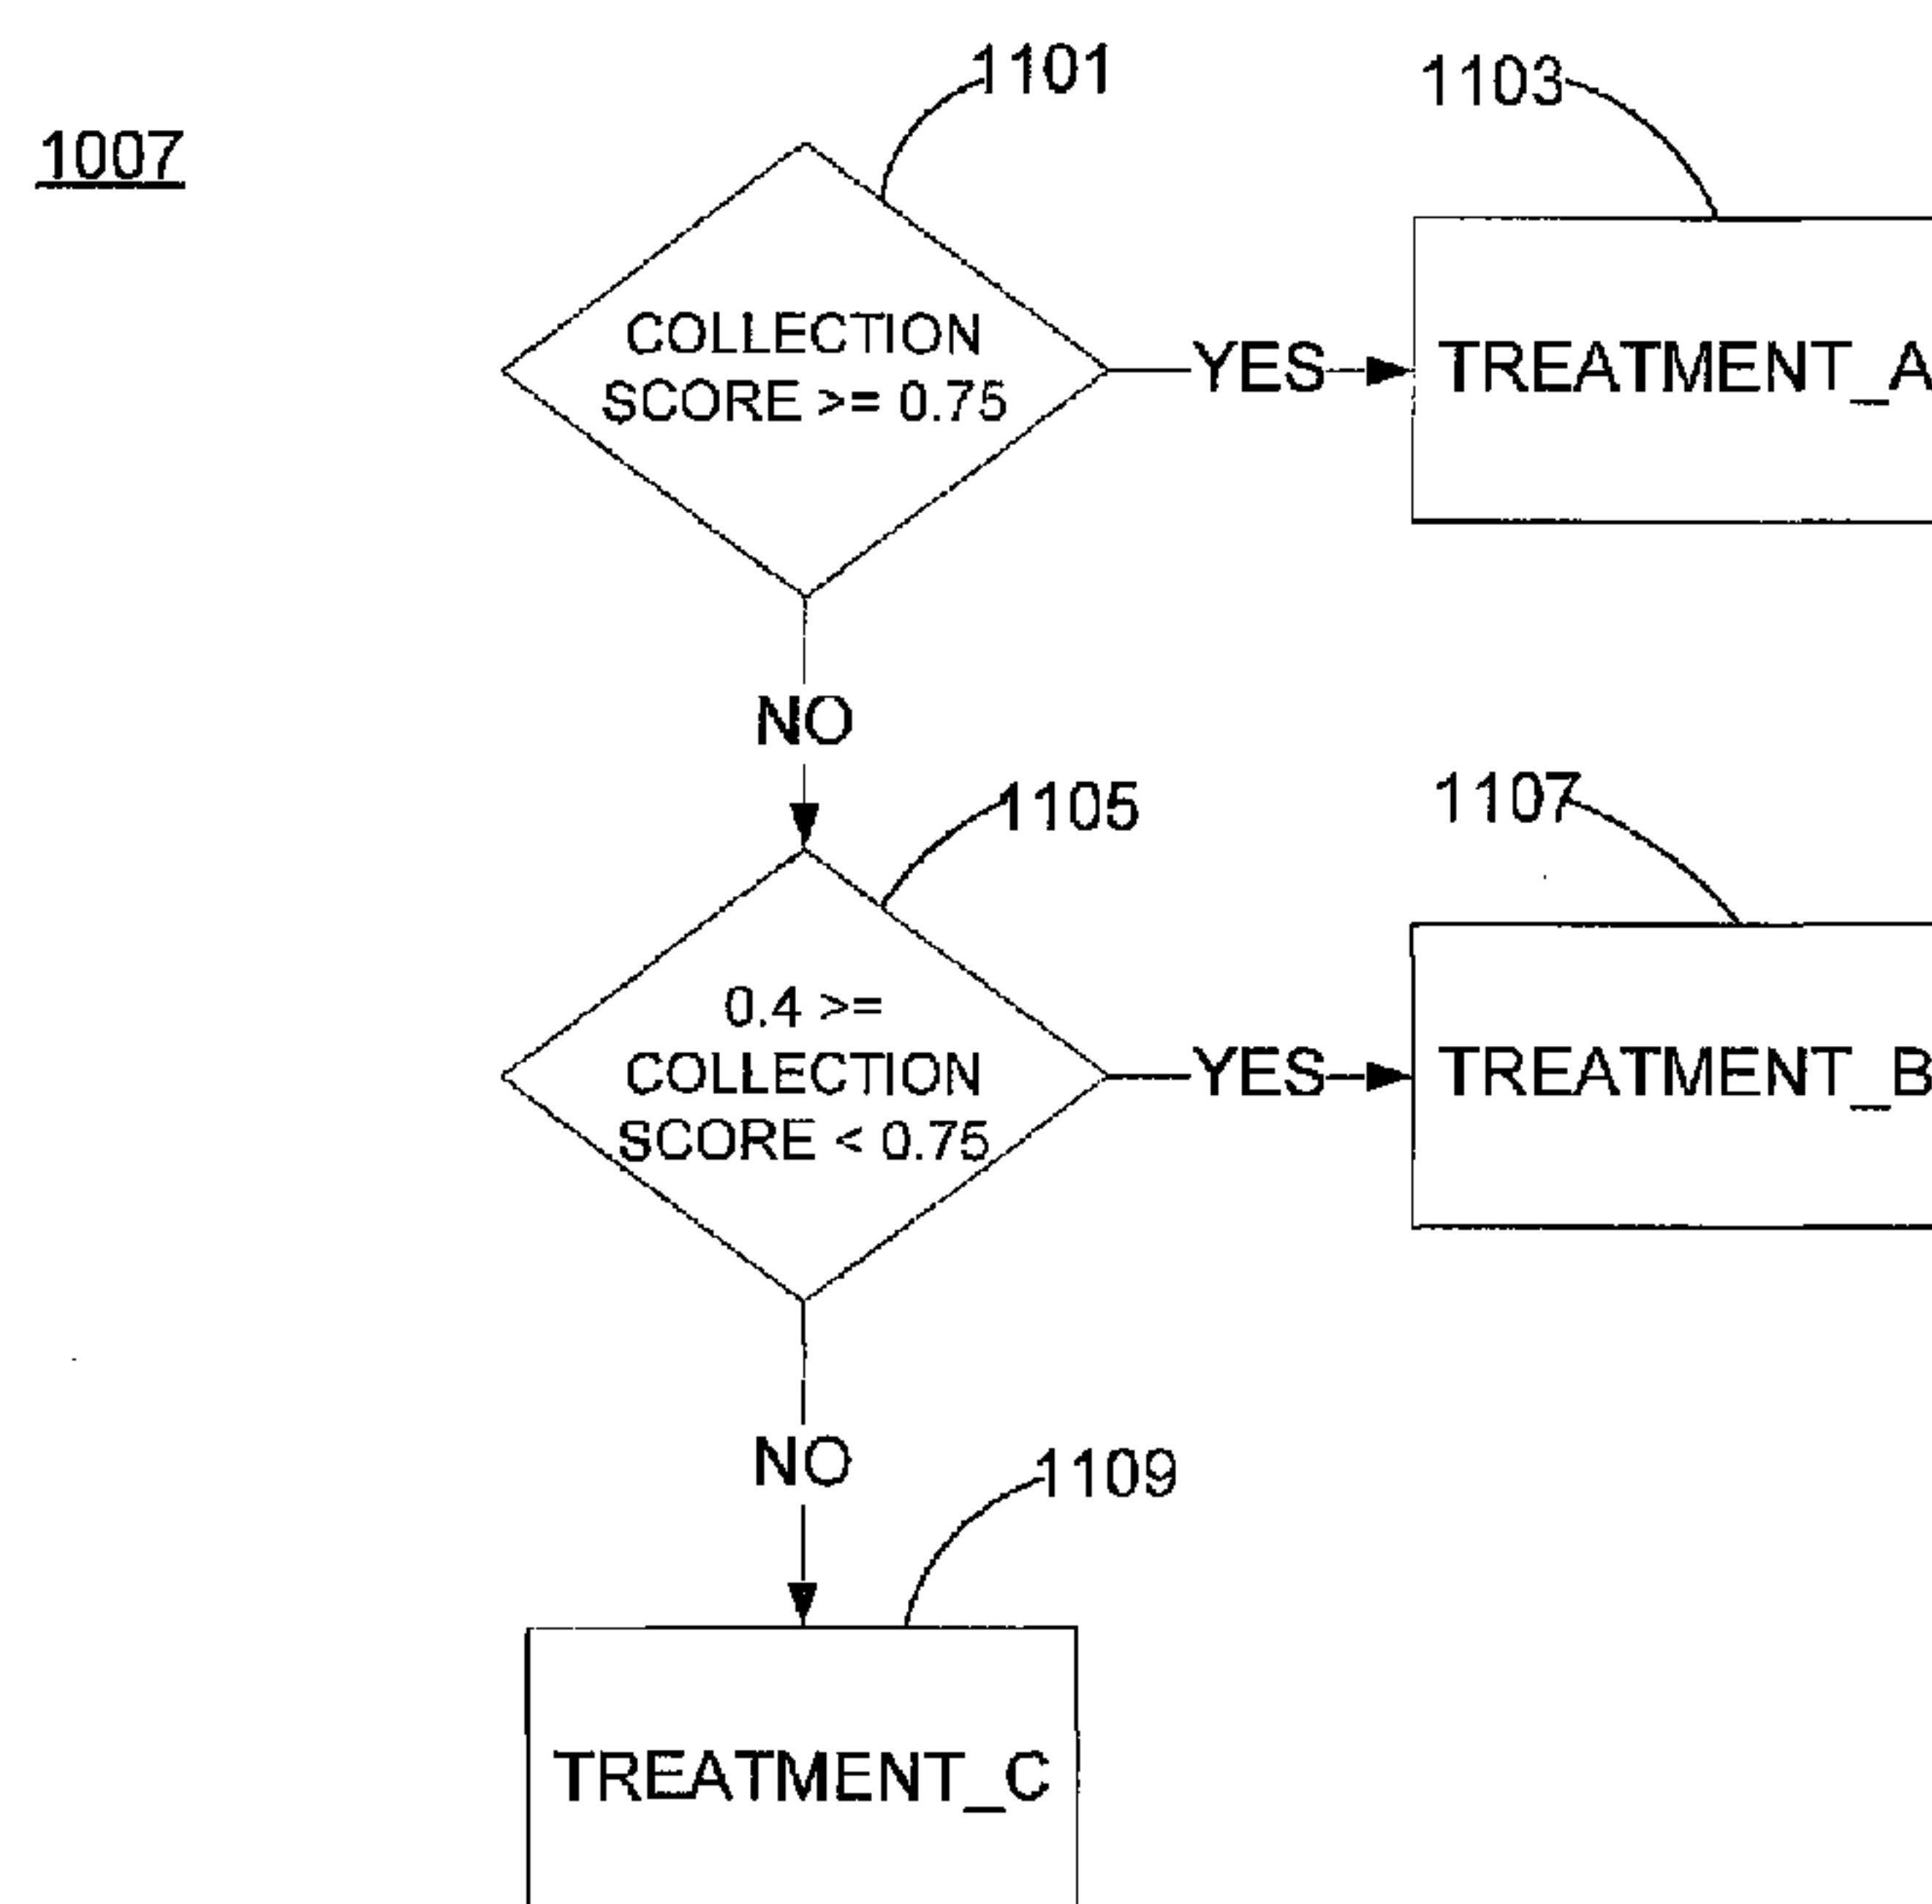 1101
1103
1007
COLLECTION
SCORE >= 0.75
YES
TREATMENT_A
NO
1105
1107
0.4 >=
COLLECTION
SCORE < 0.75
YES
TREATMENT_B
NO
1109
TREATMENT_C